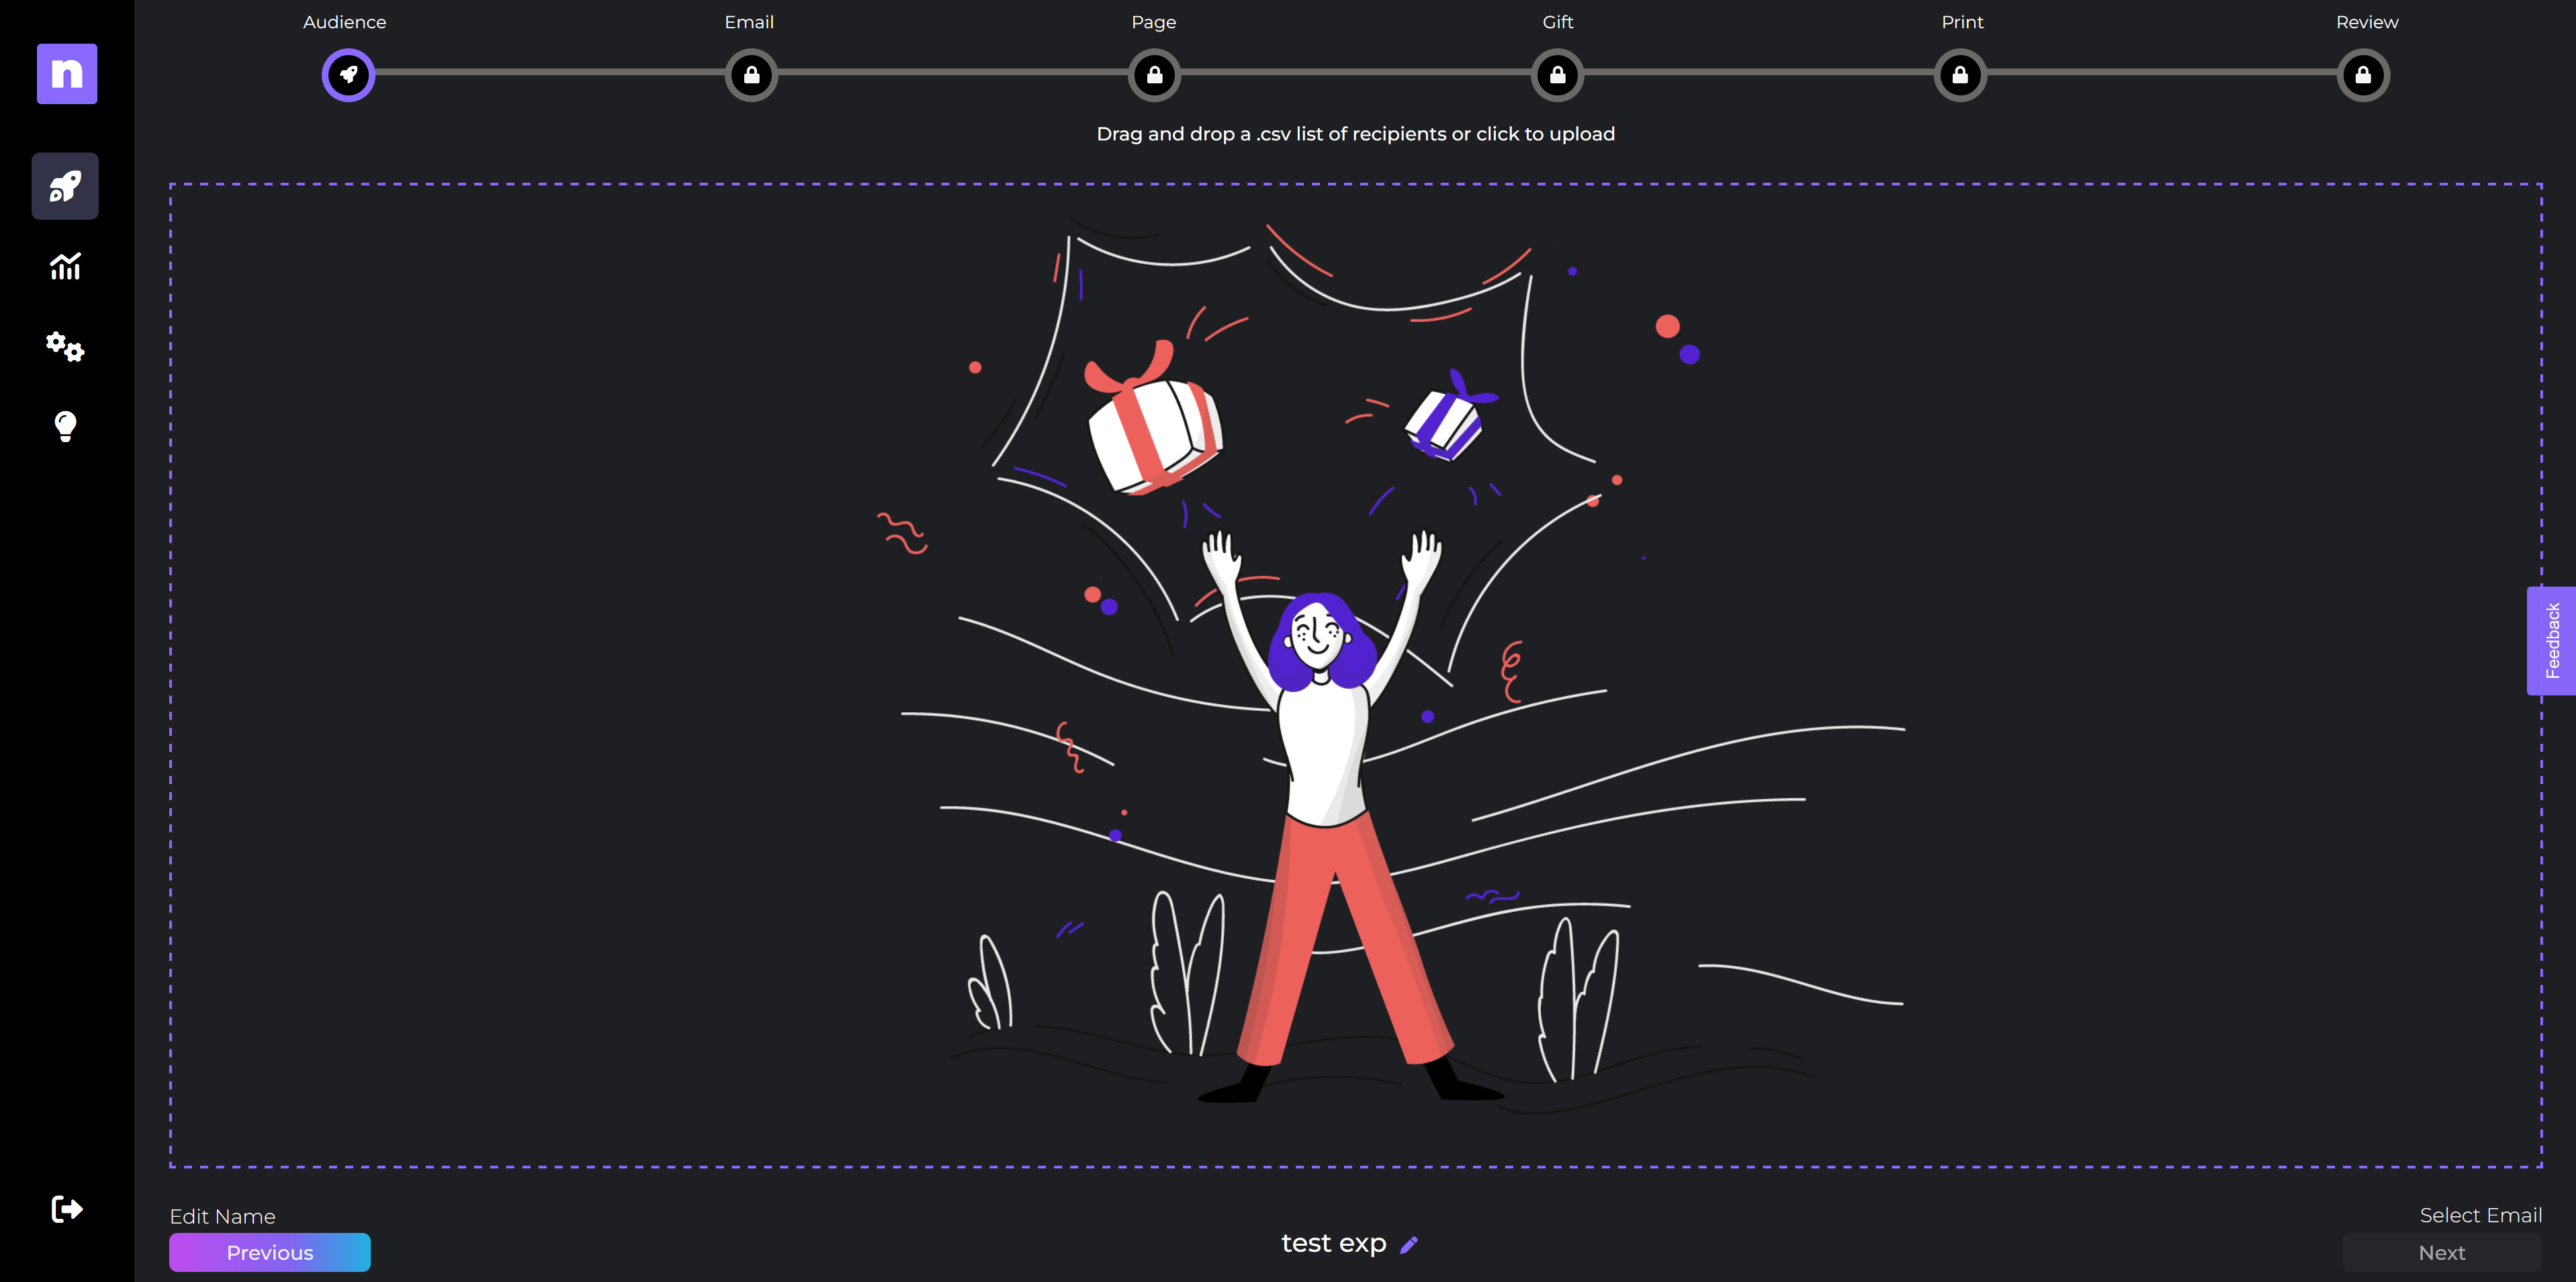 Audience
Email
Page
Gift
Print
Review
n
Drag and drop a .csv list of recipients or click to upload
Feedback
Edit Name
Previous
test exp
Select Email
Next